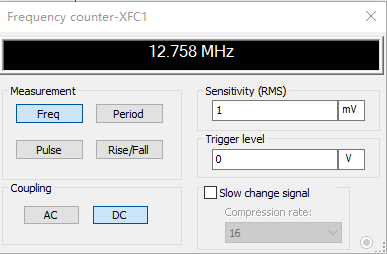 Frequency counter-XFC1
12.758 MHz
Measurement
Freq
Period
Pulse
Rise/Fall
Coupling
AC
DC
Sensitivity (RMS)
1
mV
Trigger level
0
V
Slow change signal
Compression rate:
16